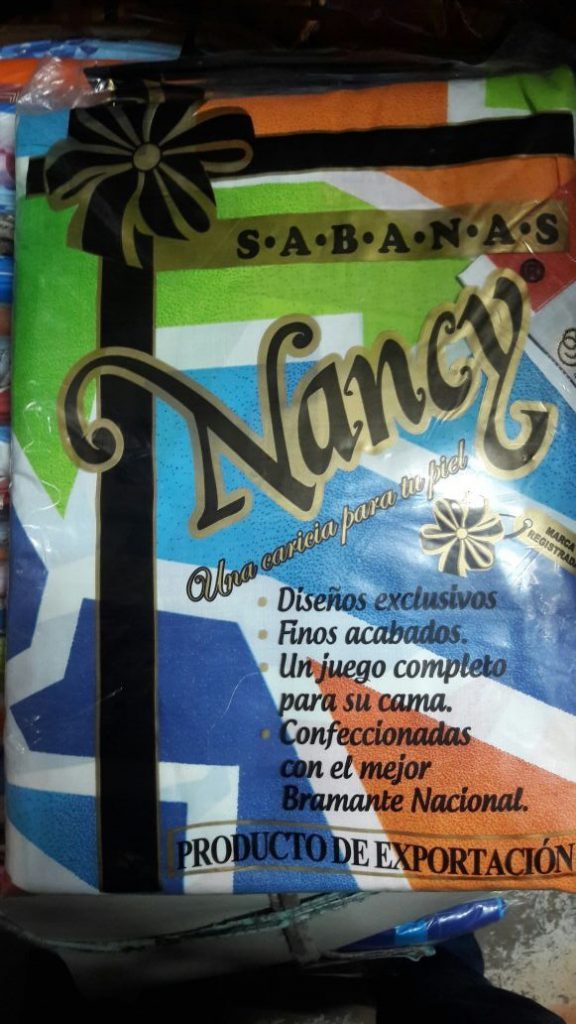 S·A·B·A·N·A·S
Nancy®
Una caricia para tu piel
MARCA
REGISTRADA
• Diseños exclusivos
• Finos acabados.
• Un juego completo
para su cama.
• Confeccionadas
con el mejor
Bramante Nacional.
PRODUCTO DE EXPORTACIÓN